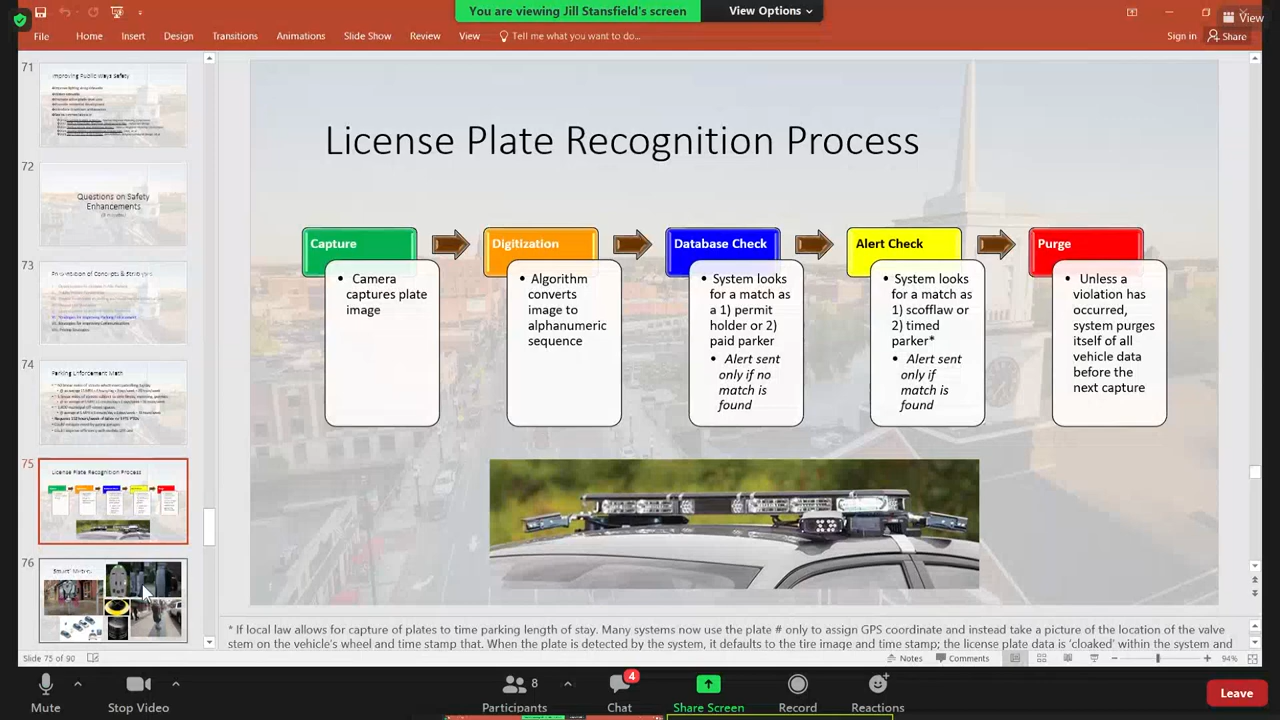 You are viewing Jill Stansfield's screen
View Options
View
File
Home
Insert
Design
Transitions
Animations
Slide Show
Review
View
Tell me what you want to do...
Sign in
Share
71
Improving Public Ways Safety
72
Questions on Safety
Enhancements
73
74
Parking Enforcement Math
75
License Plate Recognition Process
76
"Smart" Meters
License Plate Recognition Process
Capture
• Camera
captures plate
image
Digitization
• Algorithm
converts
image to
alphanumeric
sequence
Database Check
• System looks
for a match as
a 1) permit
holder or 2)
paid parker
• Alert sent
only if no
match is
found
Alert Check
• System looks
for a match as
1) scofflaw or
2) timed
parker*
• Alert sent
only if
match is
found
Purge
• Unless a
violation has
occurred,
system purges
itself of all
vehicle data
before the
next capture
* If local law allows for capture of plates to time parking length of stay. Many systems now use the plate # only to assign GPS coordinate and instead take a picture of the location of the valve
stem on the vehicle's wheel and time stamp that. When the plate is detected by the system, it defaults to the tire image and time stamp; the license plate data is 'cloaked' within the system and
Slide 75 of 90
Notes
Comments
94%
Mute
Stop Video
8
Participants
4
Chat
Share Screen
Record
Reactions
Leave